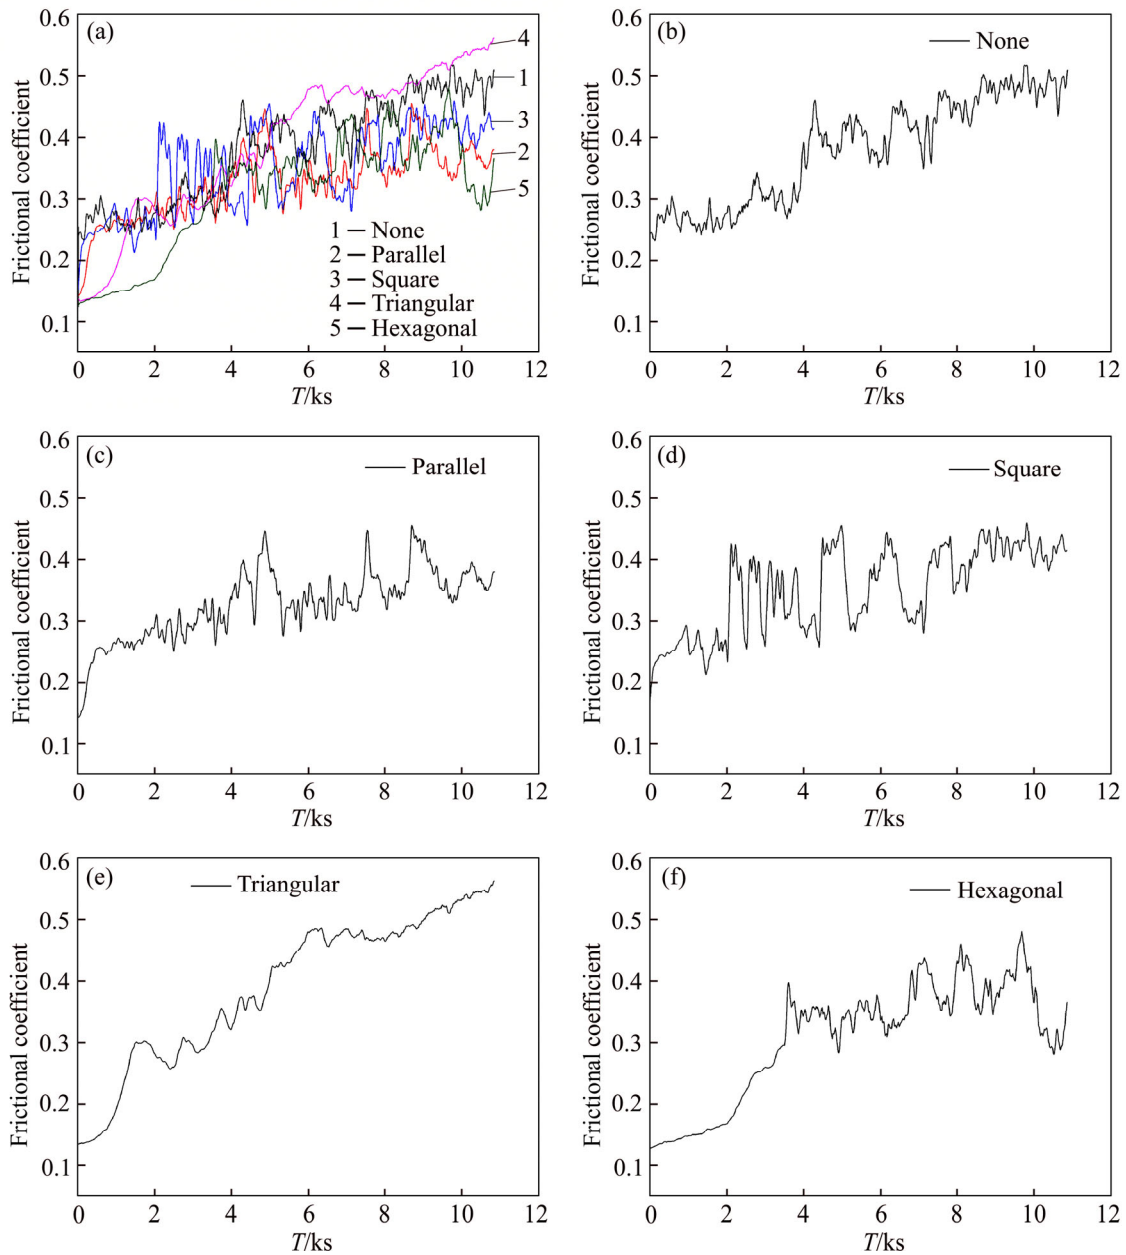 (a)
Frictional coefficient
0.6
0.5
0.4
0.3
0.2
0.1
4
1
3
2
5
1 — None
2 — Parallel
3 — Square
4 — Triangular
5 — Hexagonal
0 2 4 6 8 10 12
T/ks
(b)
None
Frictional coefficient
0.6
0.5
0.4
0.3
0.2
0.1
0 2 4 6 8 10 12
T/ks
(c)
Parallel
Frictional coefficient
0.6
0.5
0.4
0.3
0.2
0.1
0 2 4 6 8 10 12
T/ks
(d)
Square
Frictional coefficient
0.6
0.5
0.4
0.3
0.2
0.1
0 2 4 6 8 10 12
T/ks
(e)
Triangular
Frictional coefficient
0.6
0.5
0.4
0.3
0.2
0.1
0 2 4 6 8 10 12
T/ks
(f)
Hexagonal
Frictional coefficient
0.6
0.5
0.4
0.3
0.2
0.1
0 2 4 6 8 10 12
T/ks